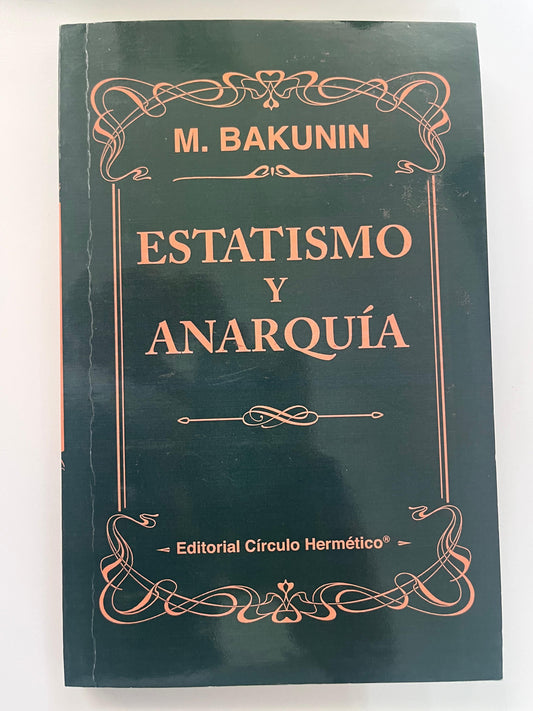 M. BAKUNIN
ESTATISMO
Y
ANARQUÍA
Editorial Círculo Hermético®